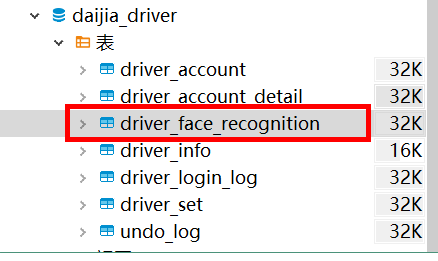 daijia_driver
表
driver_account 32K
driver_account_detail 32K
driver_face_recognition 32K
driver_info 16K
driver_login_log 32K
driver_set 32K
undo_log 32K